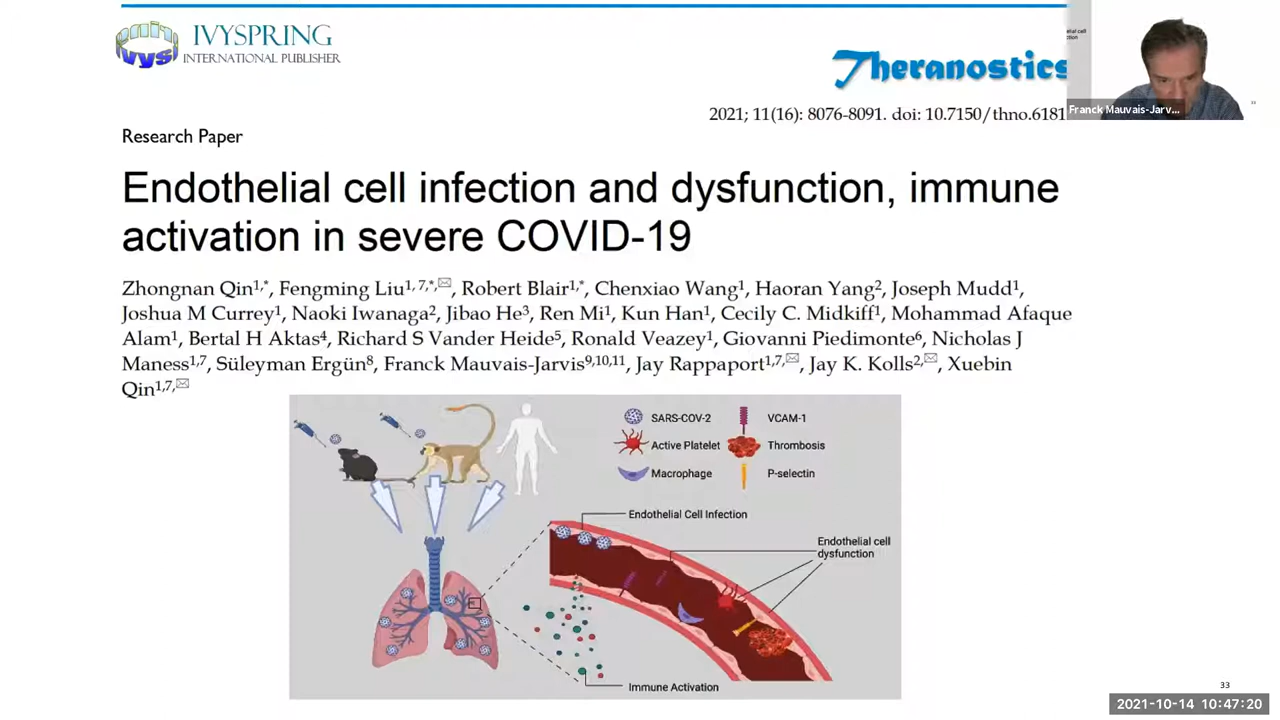 IVYSPRING
INTERNATIONAL PUBLISHER
ivys
Theranostics
2021; 11(16): 8076-8091. doi: 10.7150/thno.6181
Franck Mauvais-Jarv...
Research Paper
Endothelial cell infection and dysfunction, immune
activation in severe COVID-19
Zhongnan Qin1,*, Fengming Liu1, 7,*,✉, Robert Blair1,*, Chenxiao Wang1, Haoran Yang2, Joseph Mudd1,
Joshua M Currey1, Naoki Iwanaga2, Jibao He3, Ren Mi1, Kun Han1, Cecily C. Midkiff1, Mohammad Afaque
Alam1, Bertal H Aktas4, Richard S Vander Heide5, Ronald Veazey1, Giovanni Piedimonte6, Nicholas J
Maness1,7, Süleyman Ergün8, Franck Mauvais-Jarvis9,10,11, Jay Rappaport1,7,✉, Jay K. Kolls2,✉, Xuebin
Qin1,7,✉
SARS-COV-2
VCAM-1
Active Platelet
Thrombosis
Macrophage
P-selectin
Endothelial Cell Infection
Endothelial cell
dysfunction
Immune Activation
33
2021-10-14 10:47:20